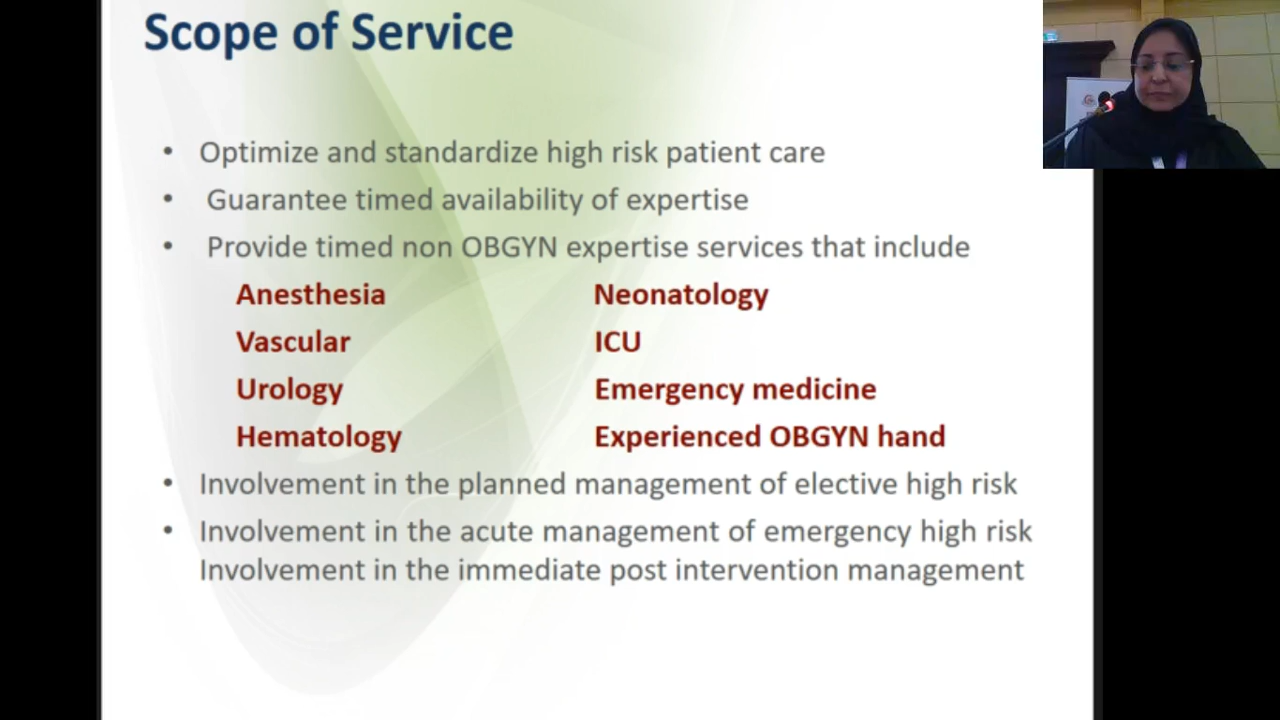 Scope of Service
• Optimize and standardize high risk patient care
• Guarantee timed availability of expertise
• Provide timed non OBGYN expertise services that include
Anesthesia Neonatology
Vascular ICU
Urology Emergency medicine
Hematology Experienced OBGYN hand
• Involvement in the planned management of elective high risk
• Involvement in the acute management of emergency high risk
Involvement in the immediate post intervention management